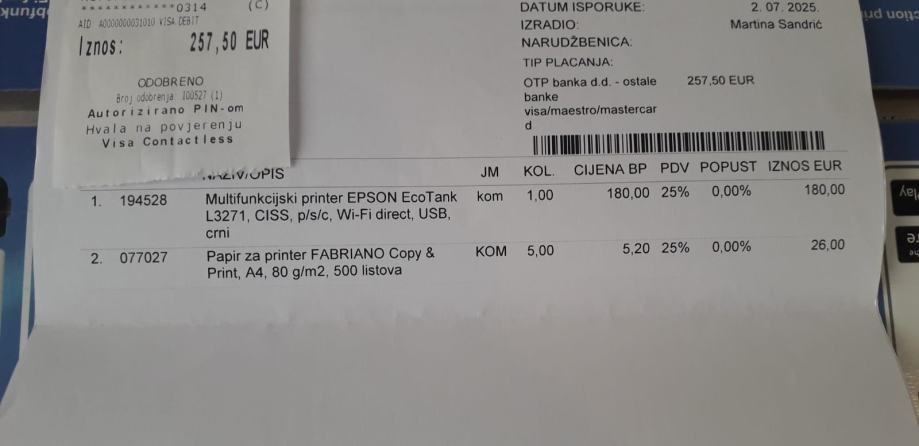 ************0314 (C)
AID A0000000031010 VISA DEBIT
Iznos: 257,50 EUR
ODOBRENO
Broj odobrenja: I00527 (1)
Autorizirano PIN-om
Hvala na povjerenju
Visa Contactless
DATUM ISPORUKE: 2. 07. 2025.
IZRADIO: Martina Sandrić
NARUDŽBENICA:
TIP PLACANJA:
OTP banka d.d. - ostale 257,50 EUR
banke
visa/maestro/mastercar
d
NAZIV/OPIS JM KOL. CIJENA BP PDV POPUST IZNOS EUR
1. 194528 Multifunkcijski printer EPSON EcoTank kom 1,00 180,00 25% 0,00% 180,00
L3271, CISS, p/s/c, Wi-Fi direct, USB,
crni
2. 077027 Papir za printer FABRIANO Copy & KOM 5,00 5,20 25% 0,00% 26,00
Print, A4, 80 g/m2, 500 listova